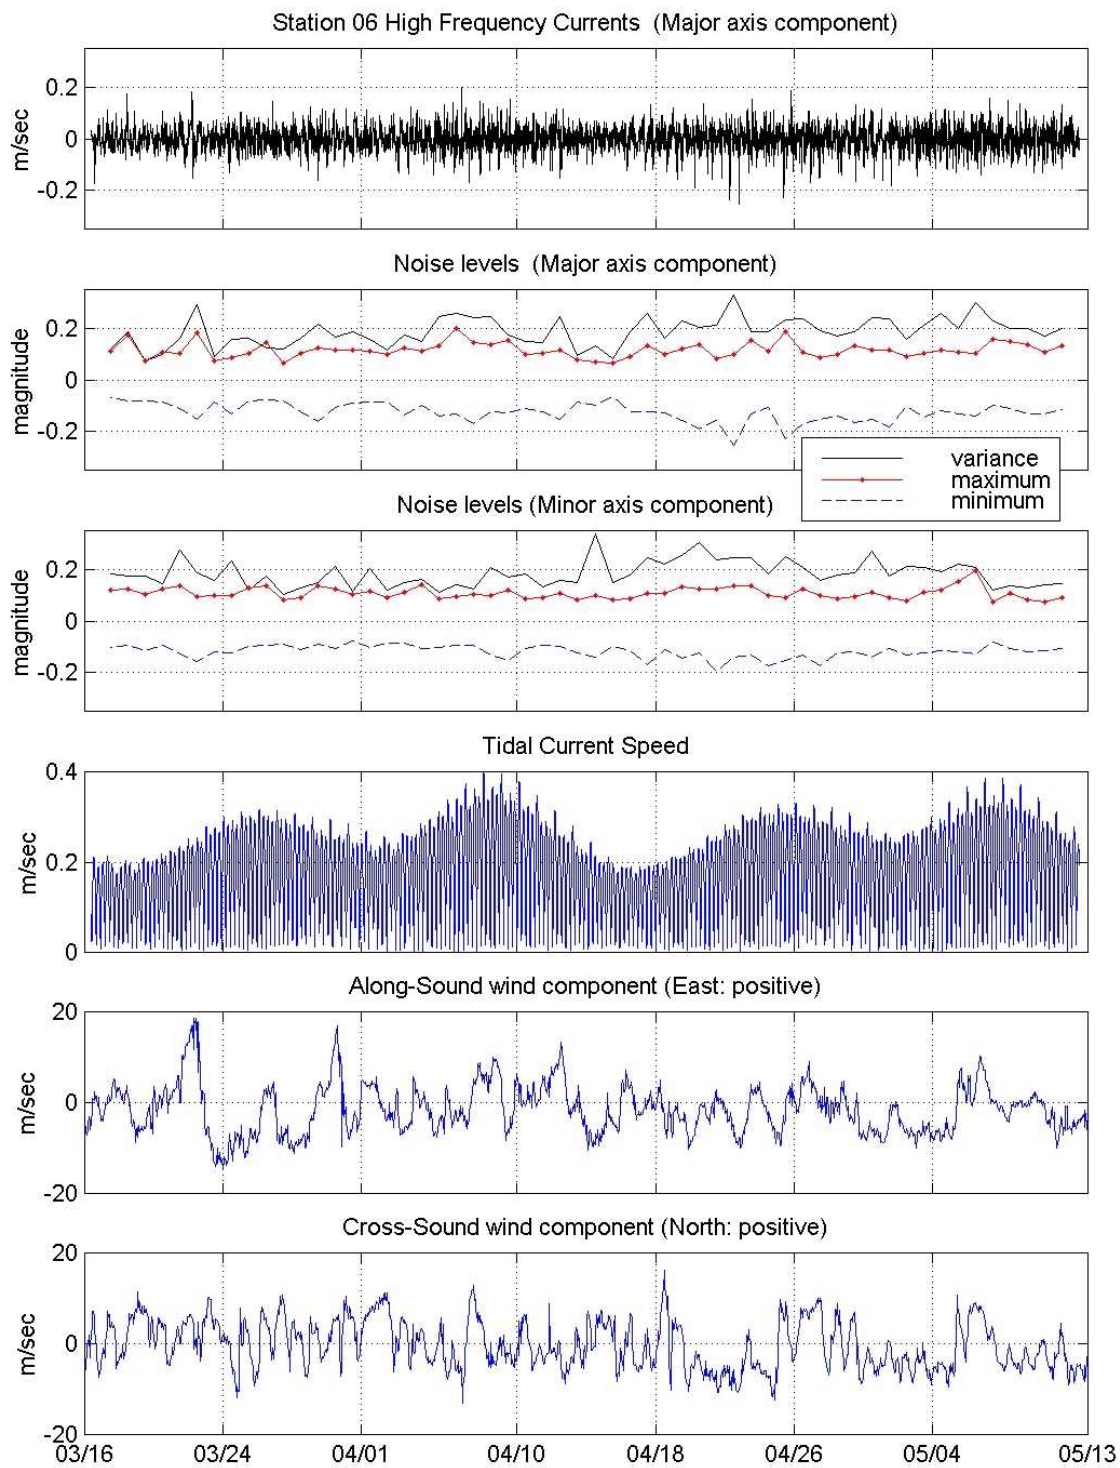 Station 06 High Frequency Currents (Major axis component)
0.2
0
-0.2
m/sec
Noise levels (Major axis component)
0.2
0
-0.2
magnitude
variance
maximum
minimum
Noise levels (Minor axis component)
0.2
0
-0.2
magnitude
Tidal Current Speed
0.4
0.2
0
m/sec
Along-Sound wind component (East: positive)
20
0
-20
m/sec
Cross-Sound wind component (North: positive)
20
0
-20
m/sec
03/16 03/24 04/01 04/10 04/18 04/26 05/04 05/13